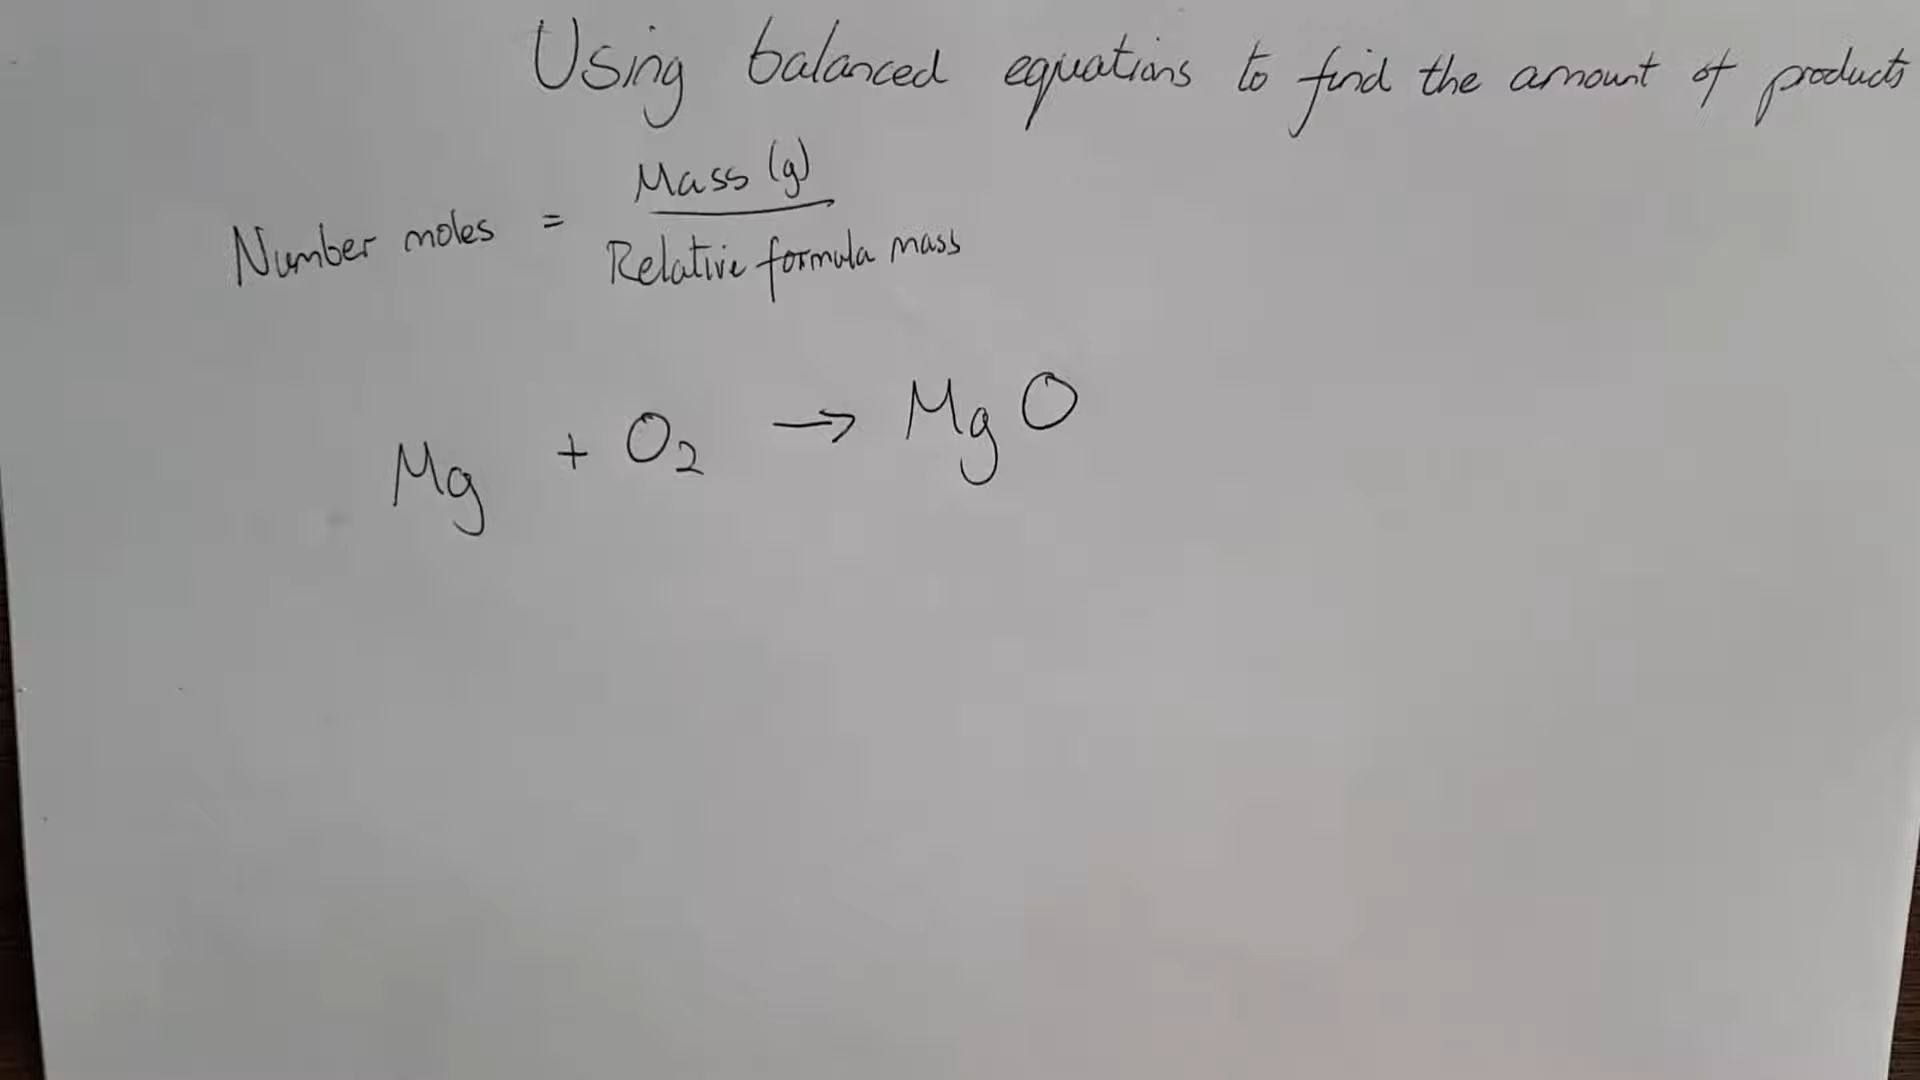 Using balanced equations to find the amount of products
Mass (g)
Number moles =
Relative formula mass
Mg + O₂ → MgO